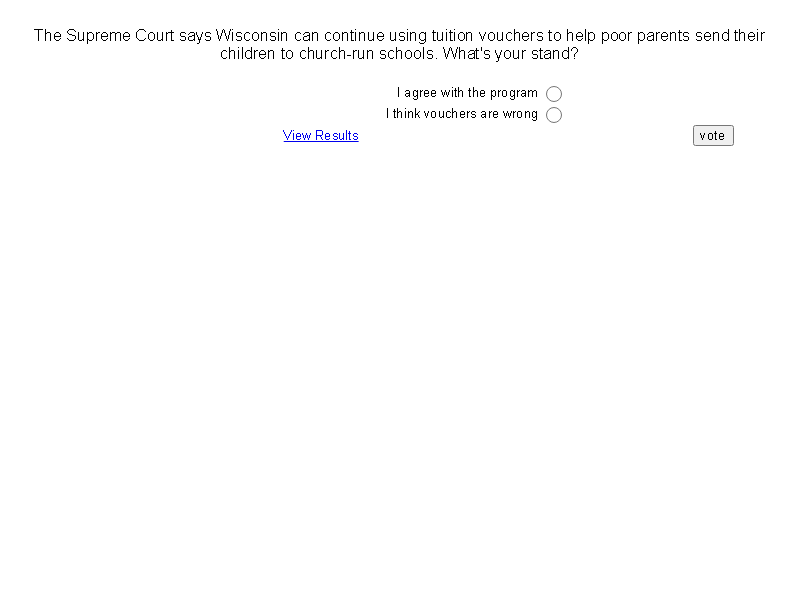 The Supreme Court says Wisconsin can continue using tuition vouchers to help poor parents send their
children to church-run schools. What's your stand?
I agree with the program
I think vouchers are wrong
View Results
vote